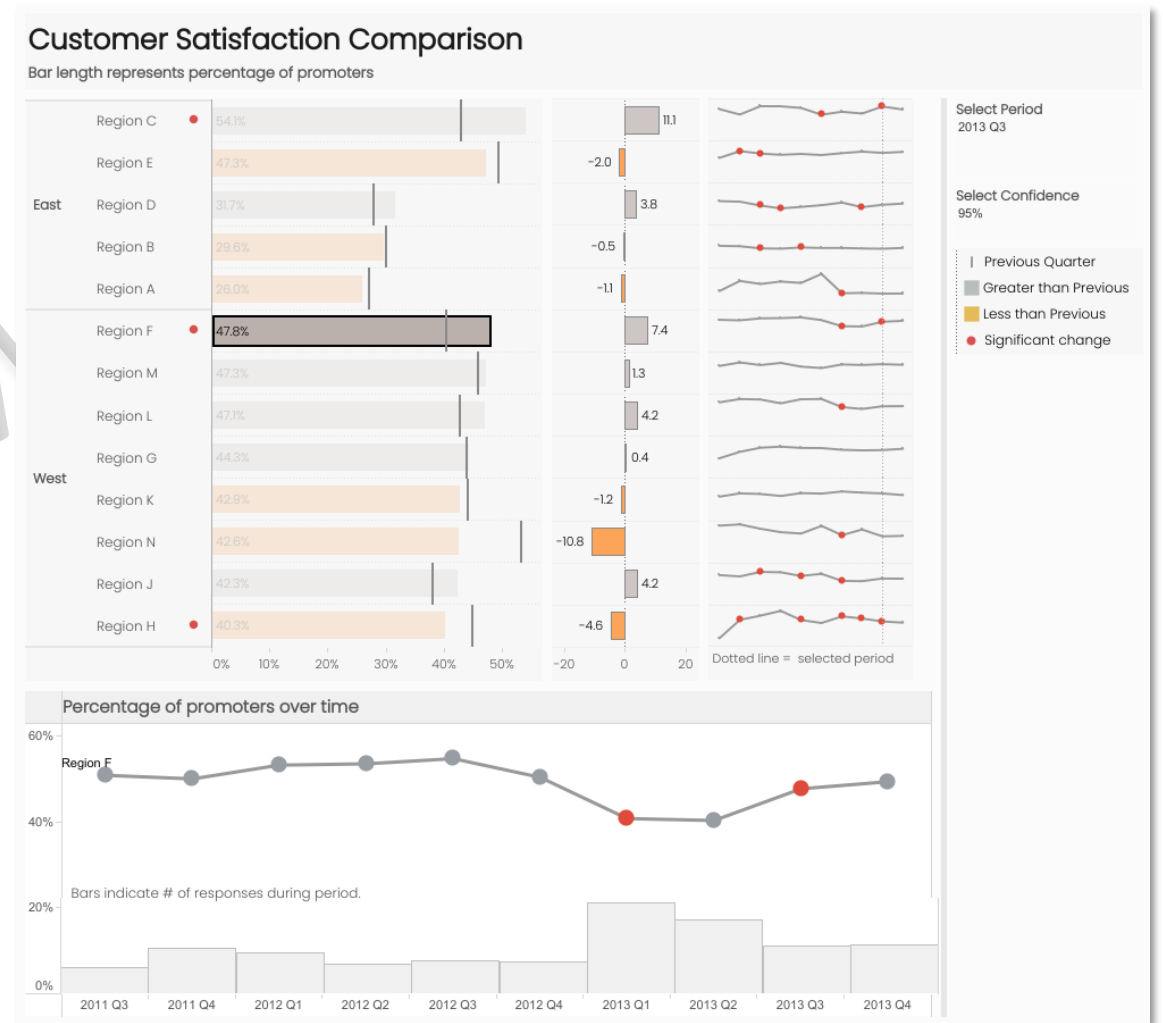 Customer Satisfaction Comparison
Bar length represents percentage of promoters
Region C 54.1% 11.1
Region E 47.3% -2.0
East Region D 31.7% 3.8
Region B 29.6% -0.5
Region A 26.0% -1.1
Region F 47.8% 7.4
Region M 47.3% 1.3
Region L 47.1% 4.2
Region G 44.3% 0.4
West
Region K 42.9% -1.2
Region N 42.6% -10.8
Region J 42.3% 4.2
Region H 40.3% -4.6
0% 10% 20% 30% 40% 50% -20 0 20 Dotted line = selected period
Select Period
2013 Q3
Select Confidence
95%
Previous Quarter
Greater than Previous
Less than Previous
Significant change
Percentage of promoters over time
60%
Region F
40%
Bars indicate # of responses during period.
20%
0%
2011 Q3 2011 Q4 2012 Q1 2012 Q2 2012 Q3 2012 Q4 2013 Q1 2013 Q2 2013 Q3 2013 Q4